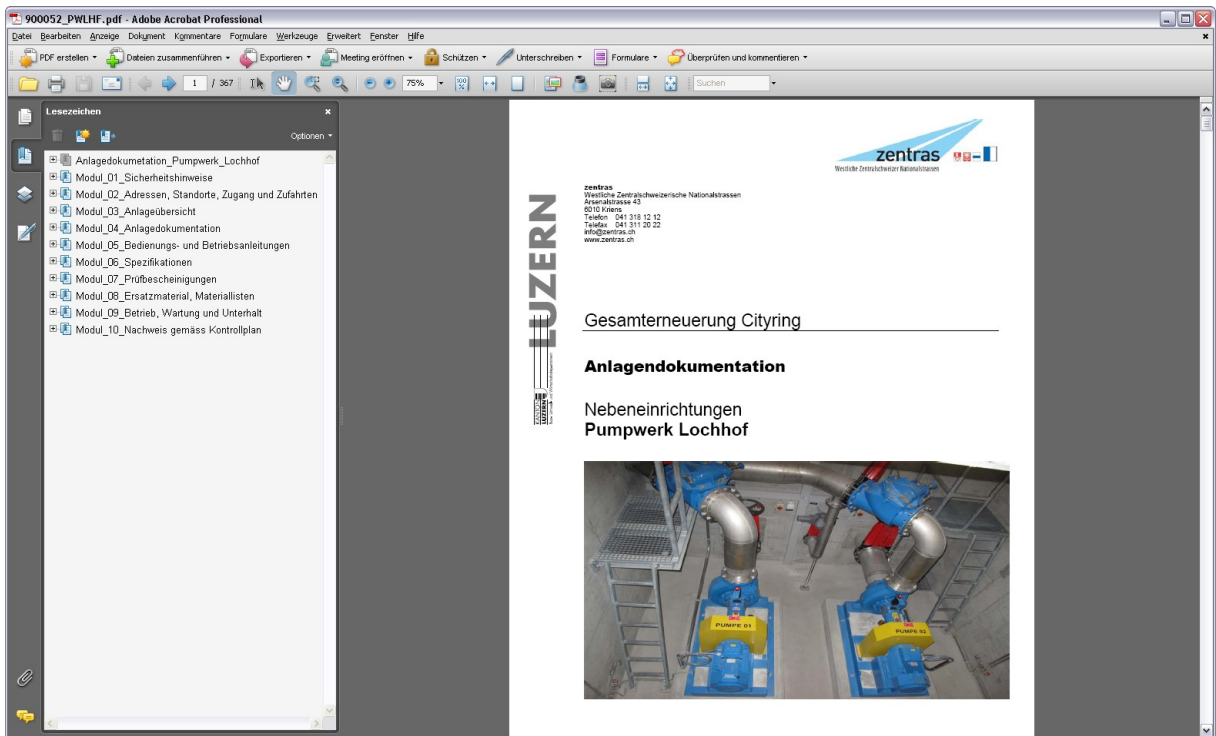 900052_PWLHF.pdf - Adobe Acrobat Professional
Datei Bearbeiten Anzeige Dokument Kommentare Formulare Werkzeuge Erweitert Fenster Hilfe
PDF erstellen Dateien zusammenführen Exportieren Meeting eröffnen Schützen Unterschreiben Formulare Überprüfen und kommentieren
1 / 367 75% Suchen
Lesezeichen
Optionen
Anlagedokumetation_Pumpwerk_Lochhof
Modul_01_Sicherheitshinweise
Modul_02_Adressen, Standorte, Zugang und Zufahrten
Modul_03_Anlageübersicht
Modul_04_Anlagedokumentation
Modul_05_Bedienungs- und Betriebsanleitungen
Modul_06_Spezifikationen
Modul_07_Prüfbescheinigungen
Modul_08_Ersatzmaterial, Materiallisten
Modul_09_Betrieb, Wartung und Unterhalt
Modul_10_Nachweis gemäss Kontrollplan
zentras
Westliche Zentralschweizer Nationalstrassen
zentras
Westliche Zentralschweizerische Nationalstrassen
Arsenalstrasse 43
6010 Kriens
Telefon 041 318 12 12
Telefax 041 311 20 22
info@zentras.ch
www.zentras.ch
LUZERN
KANTON
LUZERN
Gesamterneuerung Cityring
Anlagendokumentation
Nebeneinrichtungen
Pumpwerk Lochhof
PUMPE 01
PUMPE 02